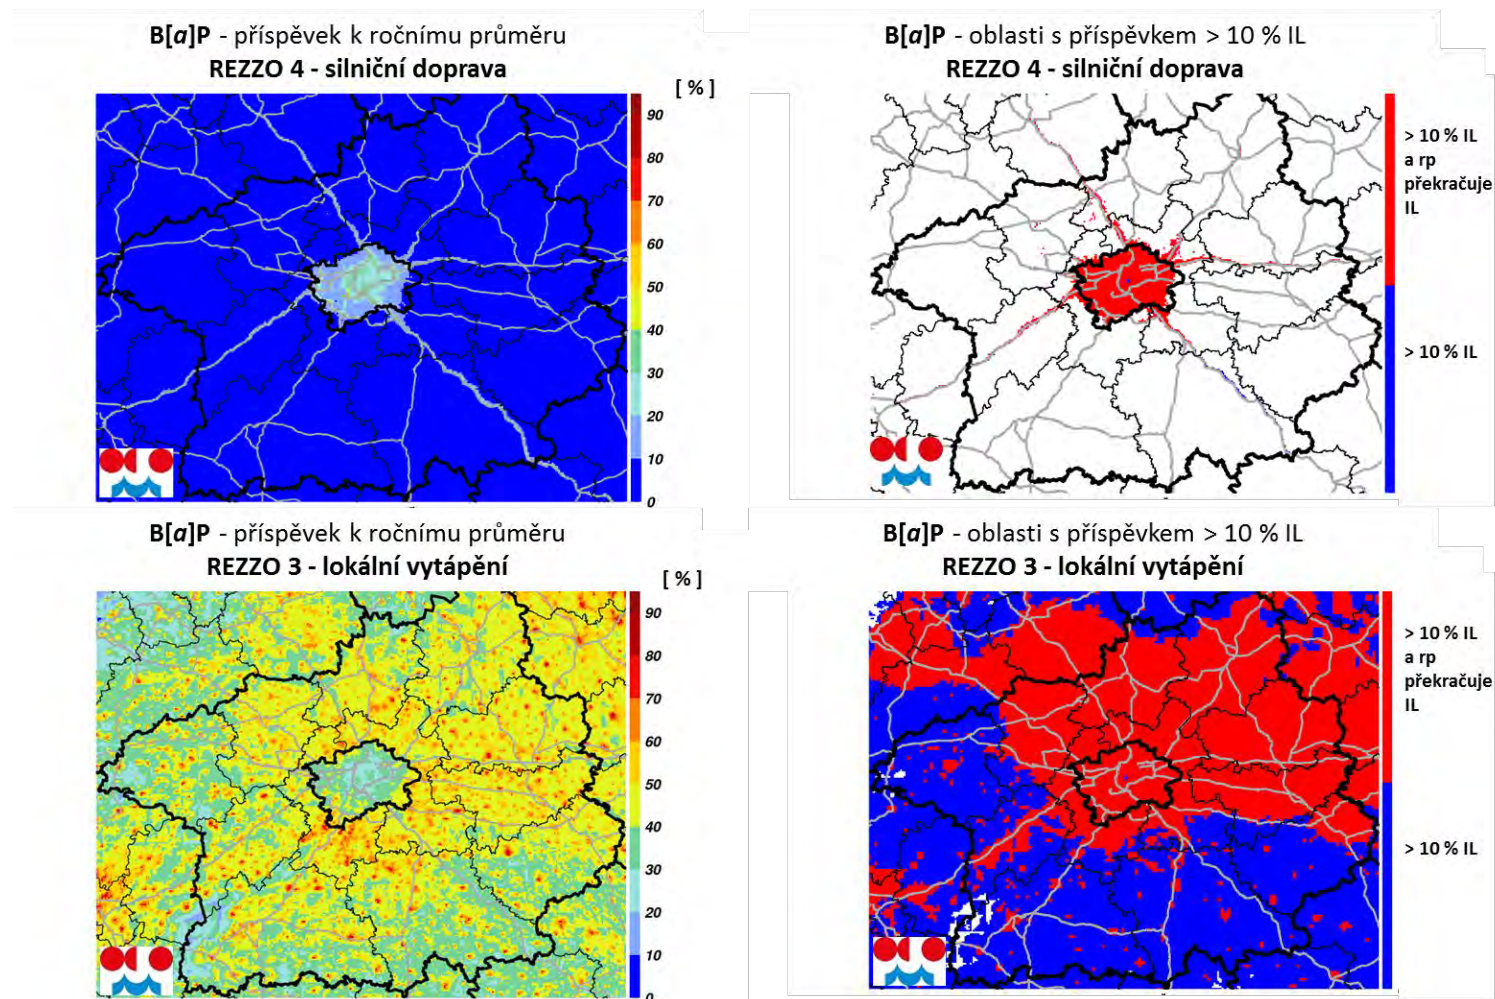 B[a]P - příspěvek k ročnímu průměru
REZZO 4 - silniční doprava
[ % ]
90
80
70
60
50
40
30
20
10
0
B[a]P - oblasti s příspěvkem > 10 % IL
REZZO 4 - silniční doprava
> 10 % IL
a rp
překračuje
IL
> 10 % IL
B[a]P - příspěvek k ročnímu průměru
REZZO 3 - lokální vytápění
[ % ]
90
80
70
60
50
40
30
20
10
0
B[a]P - oblasti s příspěvkem > 10 % IL
REZZO 3 - lokální vytápění
> 10 % IL
a rp
překračuje
IL
> 10 % IL